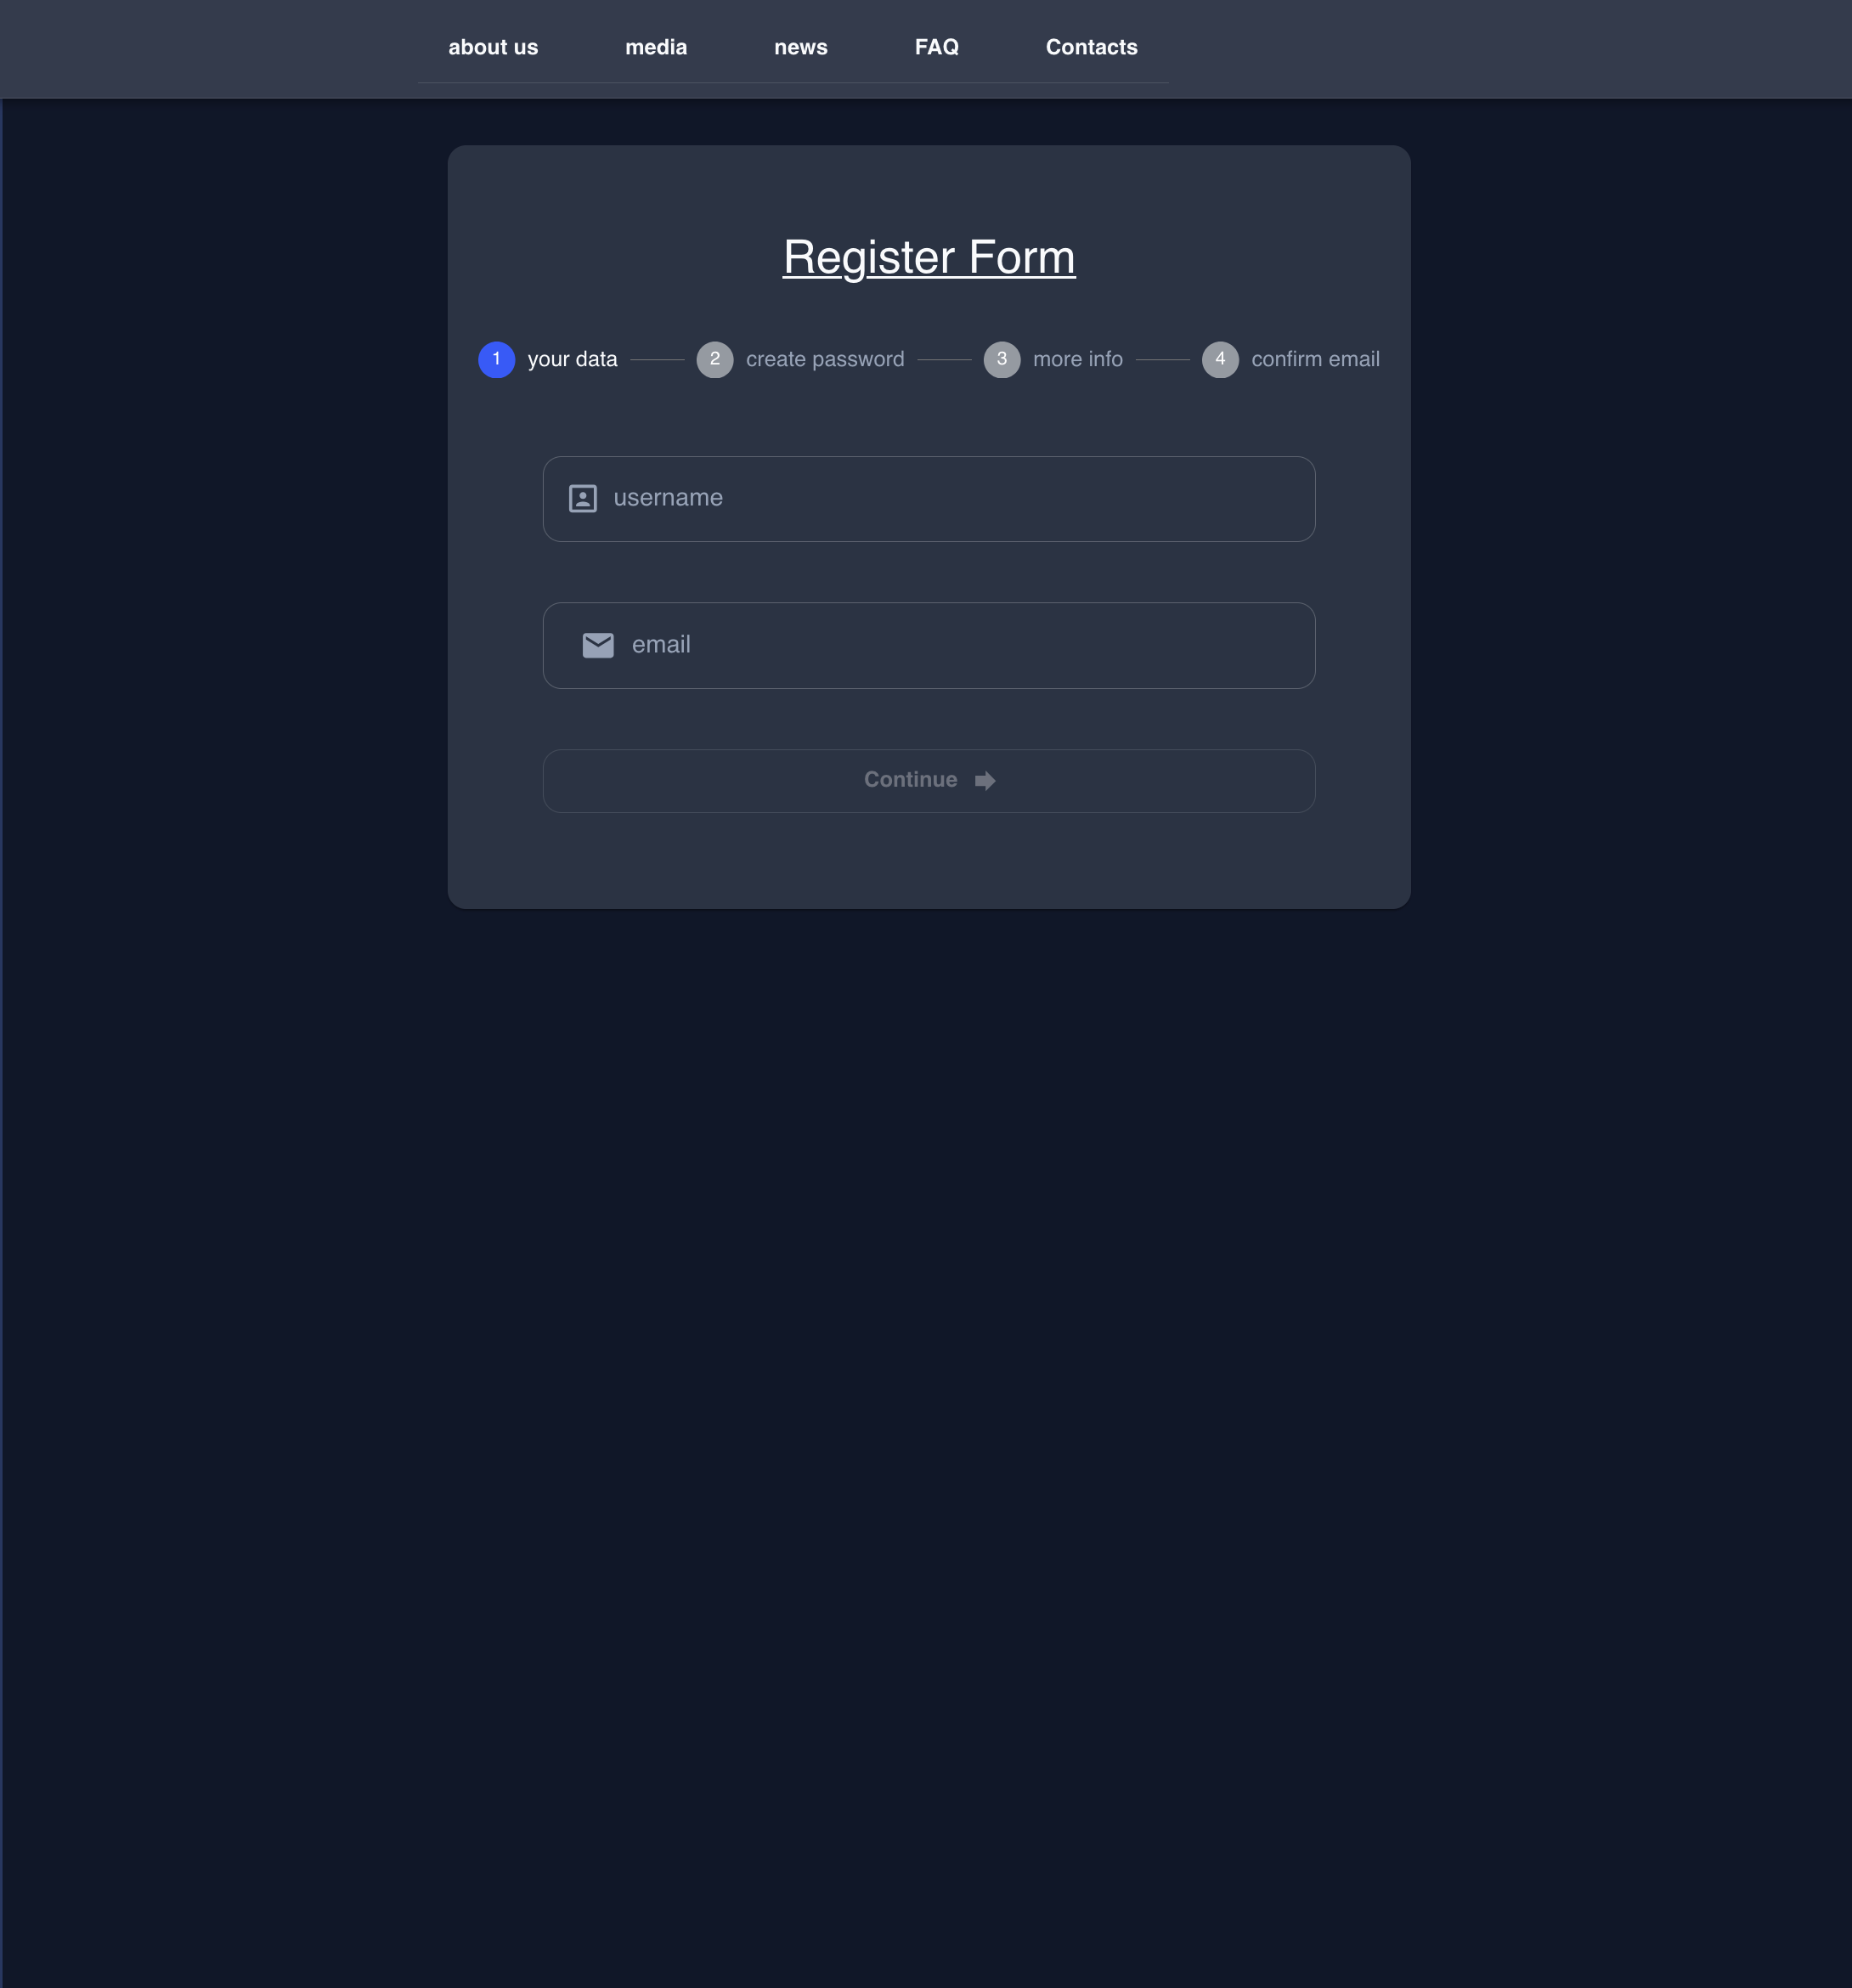 about us media news FAQ Contacts
Register Form
1 your data 2 create password 3 more info 4 confirm email
username
email
Continue